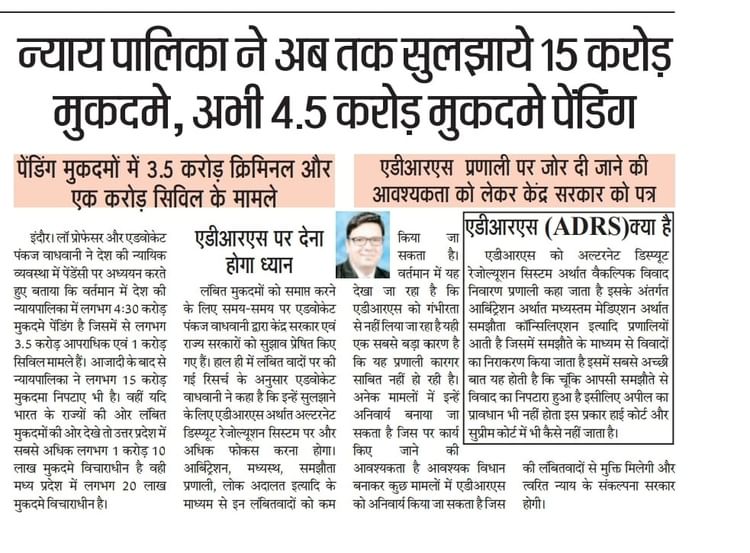 न्याय पालिका ने अब तक सुलझाये 15 करोड़
मुकदमे, अभी 4.5 करोड़ मुकदमे पेंडिंग
पेंडिंग मुकदमों में 3.5 करोड़ क्रिमिनल और
एक करोड़ सिविल के मामले
एडीआरएस प्रणाली पर जोर दी जाने की
आवश्यकता को लेकर केंद्र सरकार को पत्र
इंदौर। लॉ प्रोफेसर और एडवोकेट
पंकज वाधवानी ने देश की न्यायिक
व्यवस्था में पेंडेंसी पर अध्ययन करते
हुए बताया कि वर्तमान में देश की
न्यायपालिका में लगभग 4:30 करोड़
मुकदमे पेंडिंग है जिसमें से लगभग
3.5 करोड़ आपराधिक एवं 1 करोड़
सिविल मामले हैं। आजादी के बाद से
न्यायपालिका ने लगभग 15 करोड़
मुकदमा निपटाए भी है। वहीं यदि
भारत के राज्यों की ओर लंबित
मुकदमों की ओर देखे तो उत्तर प्रदेश में
सबसे अधिक लगभग 1 करोड़ 10
लाख मुकदमे विचाराधीन है वही
मध्य प्रदेश में लगभग 20 लाख
मुकदमे विचाराधीन है।
एडीआरएस पर देना
होगा ध्यान
लंबित मुकदमों को समाप्त करने
के लिए समय-समय पर एडवोकेट
पंकज वाधवानी द्वारा केंद्र सरकार एवं
राज्य सरकारों को सुझाव प्रेषित किए
गए हैं। हाल ही में लंबित वादों पर की
गई रिसर्च के अनुसार एडवोकेट
वाधवानी ने कहा है कि इन्हें सुलझाने
के लिए एडीआरएस अर्थात अल्टरनेट
डिस्प्यूट रेजोल्यूशन सिस्टम पर और
अधिक फोकस करना होगा।
आर्बिट्रेशन, मध्यस्थ, समझौता
प्रणाली, लोक अदालत इत्यादि के
माध्यम से इन लंबितवादों को कम
किया जा
सकता है।
वर्तमान में यह
देखा जा रहा है कि
एडीआरएस को गंभीरता
से नहीं लिया जा रहा है यही
एक सबसे बड़ा कारण है
कि यह प्रणाली कारगर
साबित नहीं हो रही है।
अनेक मामलों में इन्हें
अनिवार्य बनाया जा
सकता है जिस पर कार्य
किए जाने की
आवश्यकता है आवश्यक विधान
बनाकर कुछ मामलों में एडीआरएस
को अनिवार्य किया जा सकता है जिस
की लंबितवादों से मुक्ति मिलेगी और
त्वरित न्याय के संकल्पना सरकार
होगी।
एडीआरएस (ADRS)क्या है
एडीआरएस को अल्टरनेट डिस्प्यूट
रेजोल्यूशन सिस्टम अर्थात वैकल्पिक विवाद
निवारण प्रणाली कहा जाता है इसके अंतर्गत
आर्बिट्रेशन अर्थात मध्यस्तम मेडिएशन अर्थात
समझौता कॉन्सिलिएशन इत्यादि प्रणालियों
आती है जिसमें समझौते के माध्यम से विवादों
का निराकरण किया जाता है इसमें सबसे अच्छी
बात यह होती है कि चूंकि आपसी समझौते से
विवाद का निपटारा हुआ है इसीलिए अपील का
प्रावधान भी नहीं होता इस प्रकार हाई कोर्ट और
सुप्रीम कोर्ट में भी कैसे नहीं जाता है।